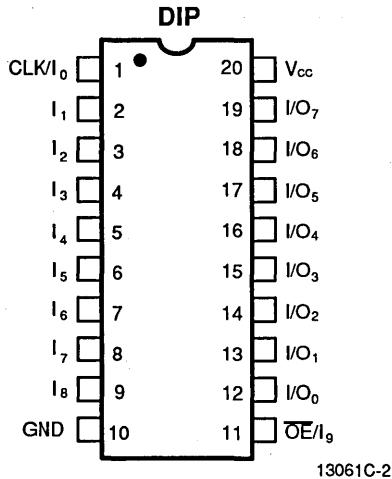 DIP
CLK/I0 1 20 Vcc
I1 2 19 I/O7
I2 3 18 I/O6
I3 4 17 I/O5
I4 5 16 I/O4
I5 6 15 I/O3
I6 7 14 I/O2
I7 8 13 I/O1
I8 9 12 I/O0
GND 10 11 O̅E̅/I9
13061C-2